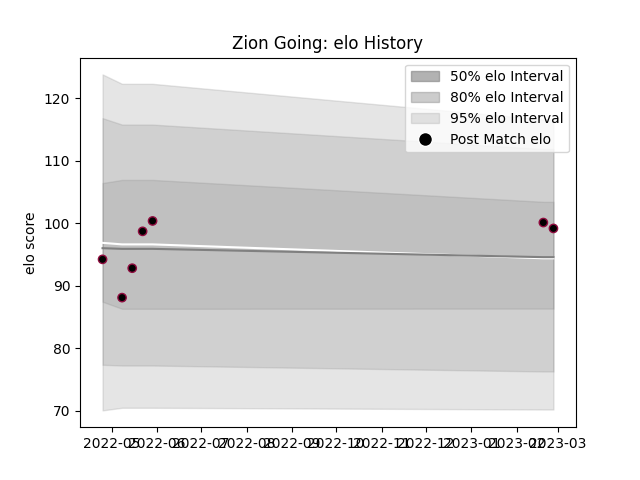 Zion Going: elo History
50% elo Interval
80% elo Interval
95% elo Interval
Post Match elo
elo score
120
110
100
90
80
70
2022-05 2022-06 2022-07 2022-08 2022-09 2022-10 2022-11 2022-12 2023-01 2023-02 2023-03